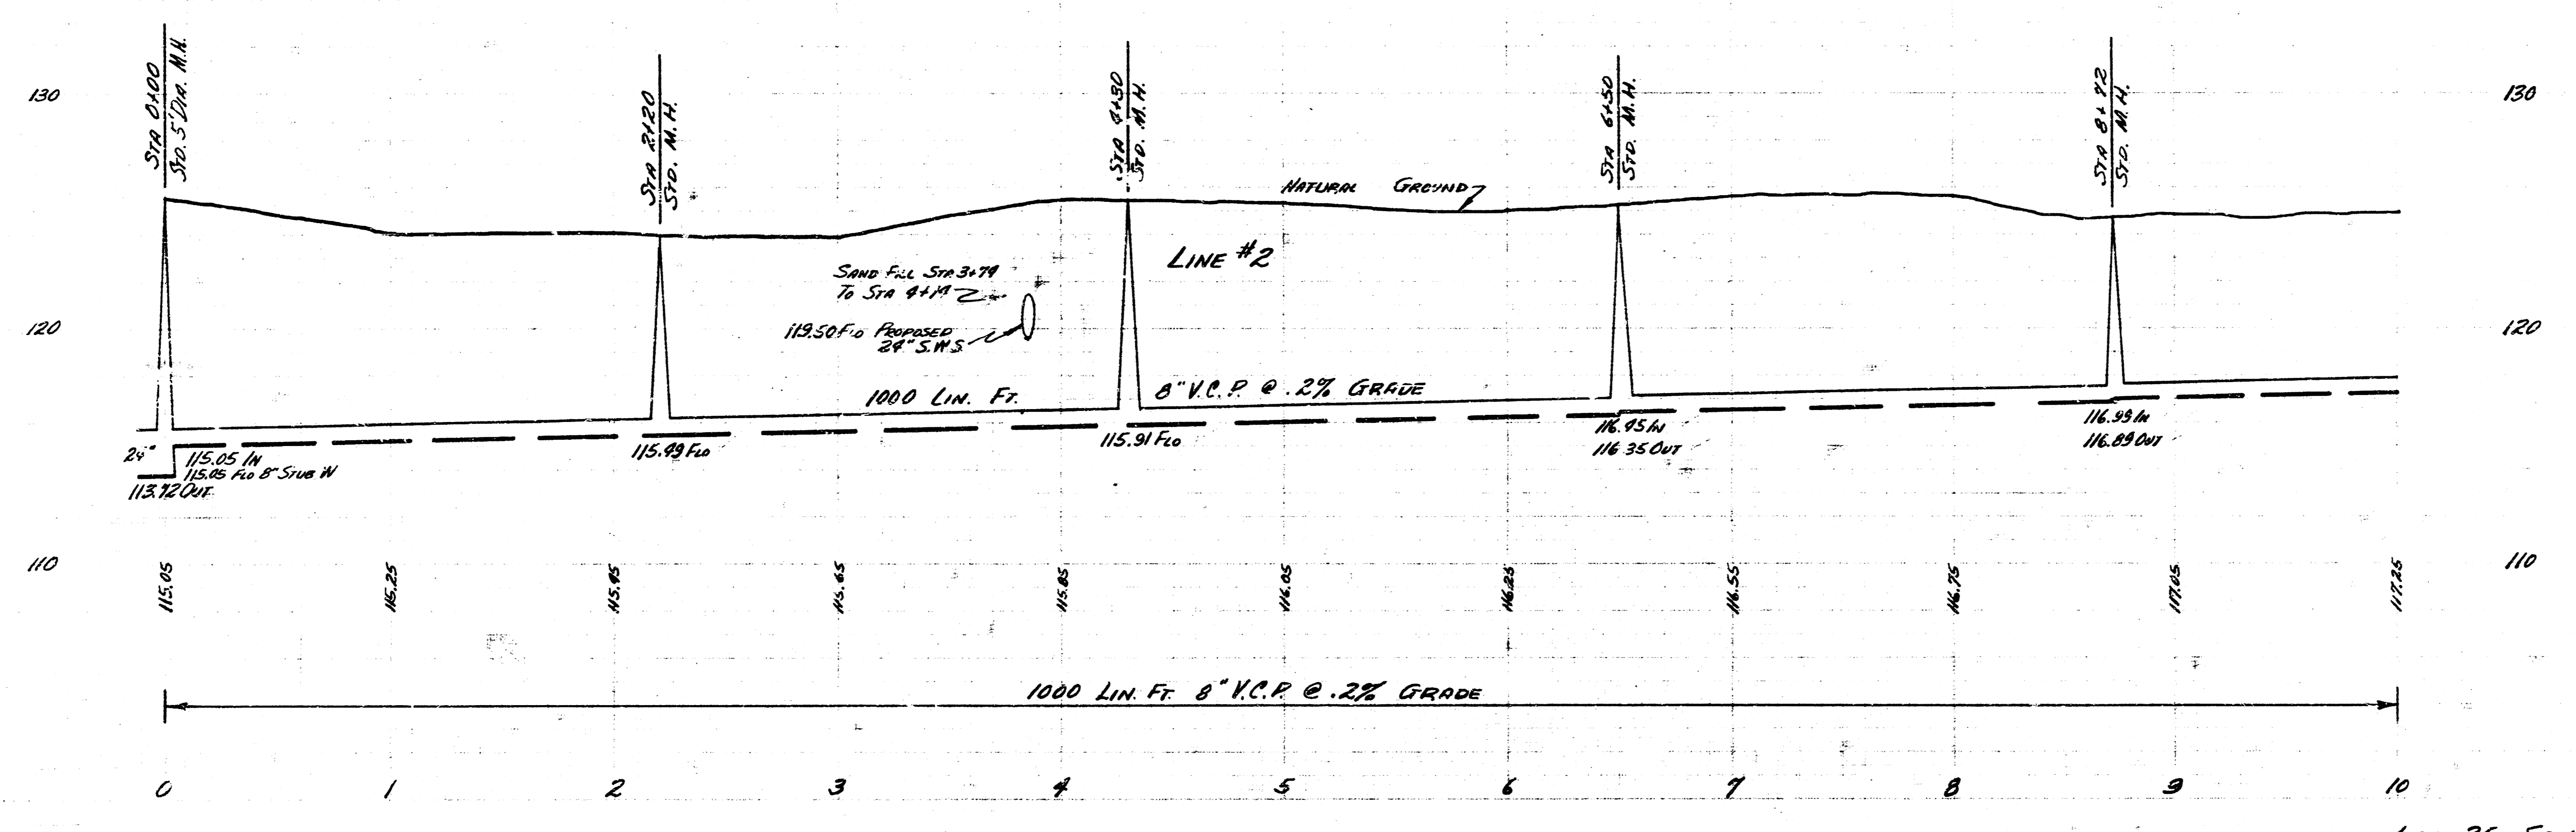 130
STA 0+00
STD. 5' DIA. M.H.
STA 2+20
STD. M.H.
STA 4+30
STD. M.H.
STA 6+50
STD. M.H.
STA 8+72
STD. M.H.
130
NATURAL GROUND
LINE #2
SAND FILL STA 3+74
TO STA 4+14
120
119.50 FLO PROPOSED
24" S.W.S.
120
1000 LIN. FT. 8" V.C.P. @ .2% GRADE
24"
115.05 IN
115.05 FLO 8" STUB W
113.72 OUT
115.49 FLO
115.91 FLO
116.45 IN
116.35 OUT
116.99 IN
116.89 OUT
110
115.05
115.25
115.45
115.65
115.85
116.05
116.25
116.55
116.75
117.05
117.25
110
1000 LIN. FT. 8" V.C.P. @ .2% GRADE
0 1 2 3 4 5 6 7 8 9 10